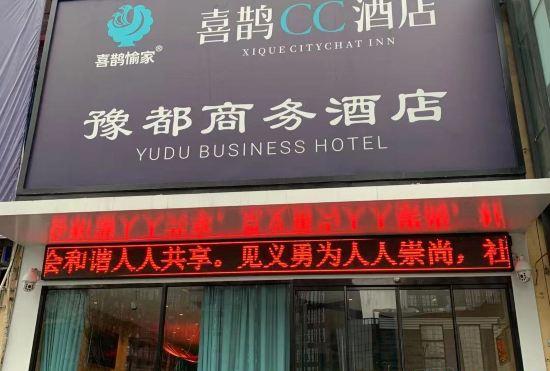 喜鹊愉家®
喜鹊CC酒店
XIQUE CITYCHAT INN
豫都商务酒店
YUDU BUSINESS HOTEL
会和谐人人共享。见义勇为人人崇尚，社